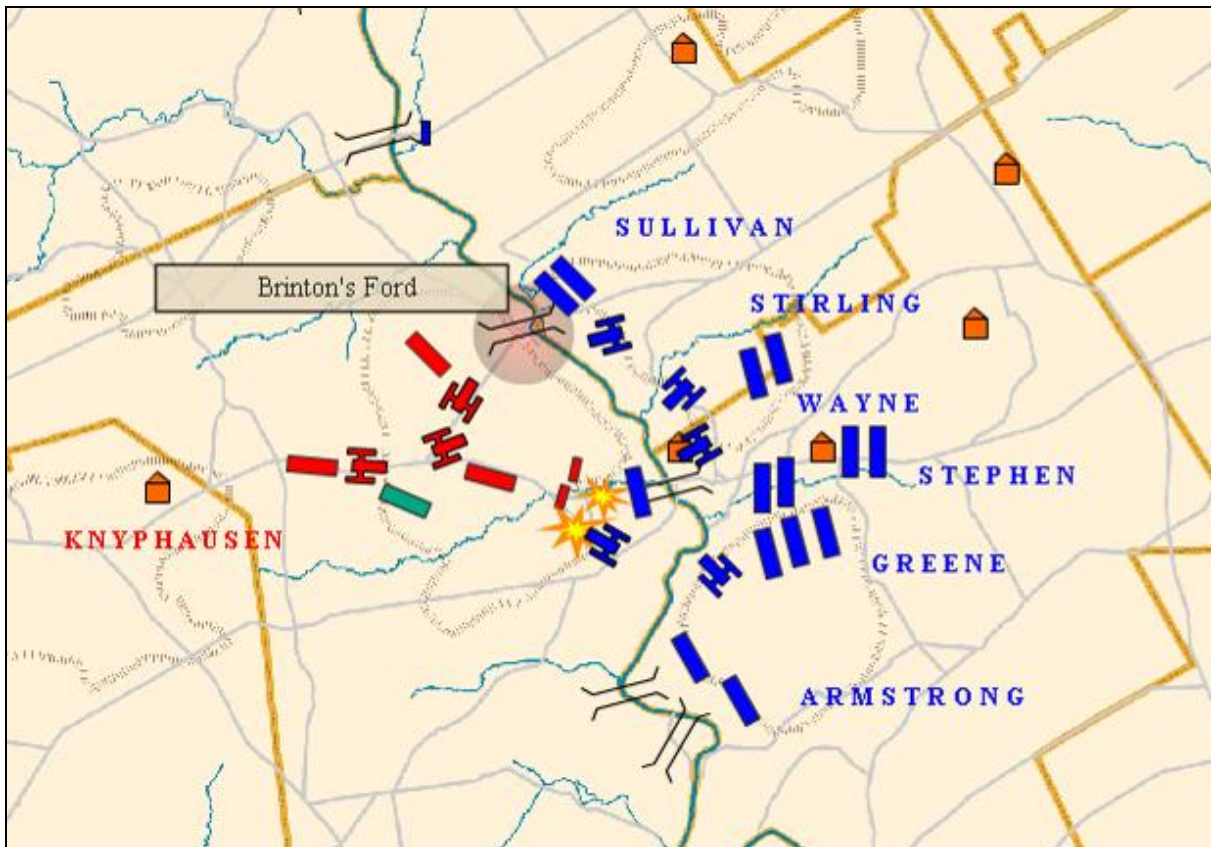 SULLIVAN
Brinton's Ford
STIRLING
WAYNE
STEPHEN
KNYPHAUSEN
GREENE
ARMSTRONG